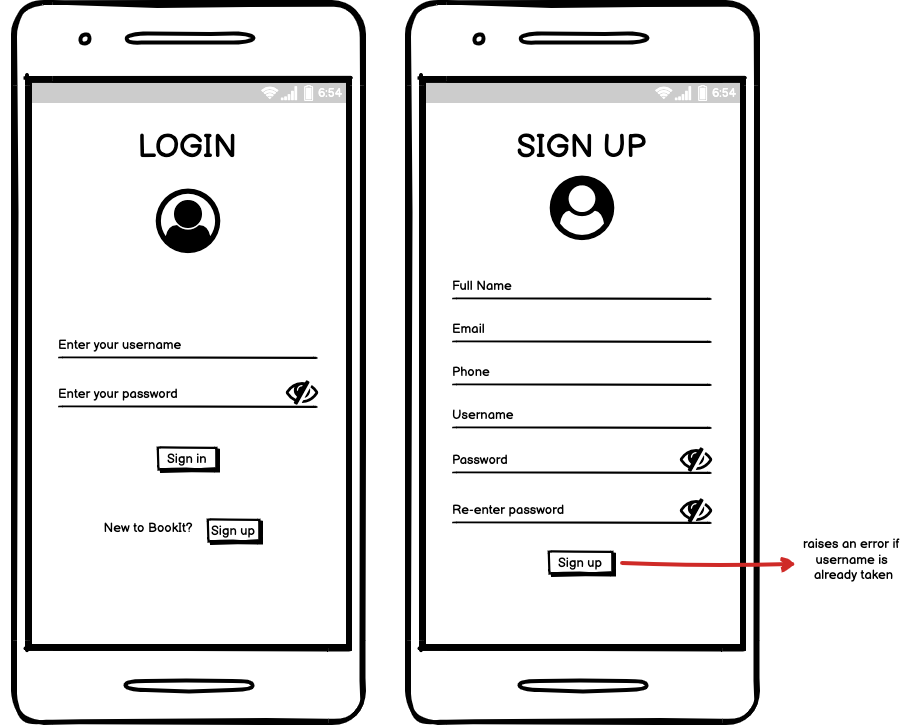 6:54
LOGIN
Enter your username
Enter your password
Sign in
New to BookIt?
Sign up
6:54
SIGN UP
Full Name
Email
Phone
Username
Password
Re-enter password
Sign up
raises an error if
username is
already taken